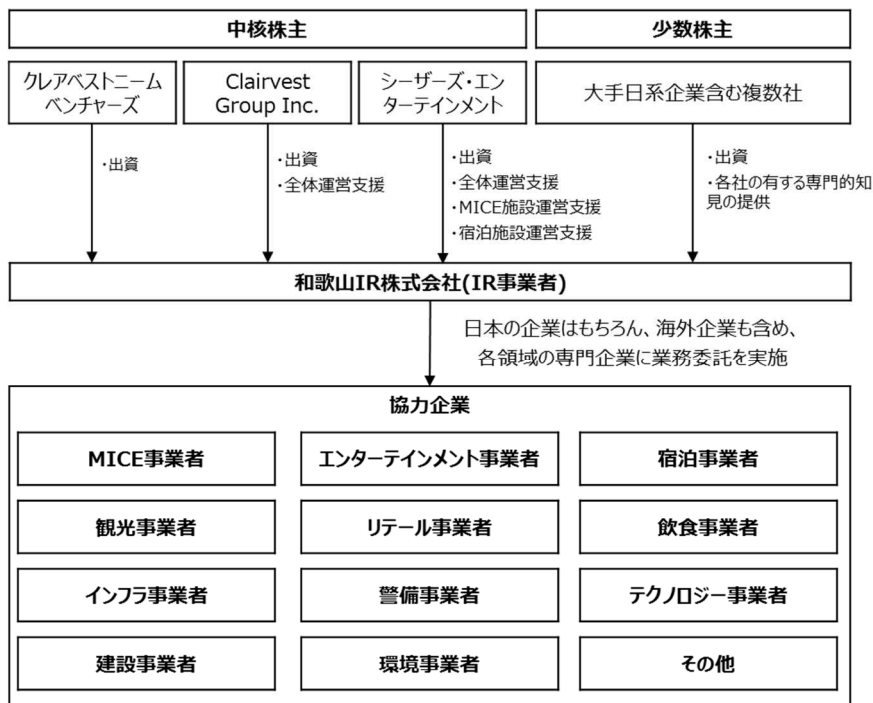 中核株主
少数株主
クレアベストニーム
ベンチャーズ
Clairvest
Group Inc.
シーザーズ・エン
ターテインメント
大手日系企業含む複数社
・出資
・出資
・全体運営支援
・出資
・全体運営支援
・MICE施設運営支援
・宿泊施設運営支援
・出資
・各社の有する専門的知
見の提供
和歌山IR株式会社(IR事業者)
日本の企業はもちろん、海外企業も含め、
各領域の専門企業に業務委託を実施
協力企業
MICE事業者
エンターテインメント事業者
宿泊事業者
観光事業者
リテール事業者
飲食事業者
インフラ事業者
警備事業者
テクノロジー事業者
建設事業者
環境事業者
その他